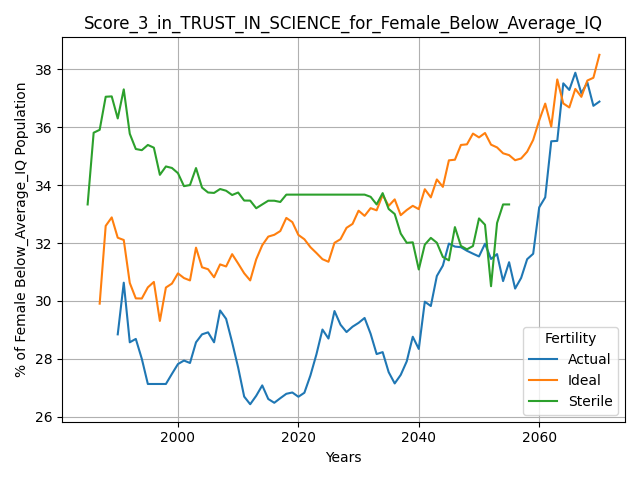 Score_3_in_TRUST_IN_SCIENCE_for_Female_Below_Average_IQ
% of Female Below_Average_IQ Population
38
36
34
32
30
28
26
2000
2020
2040
2060
Years
Fertility
Actual
Ideal
Sterile